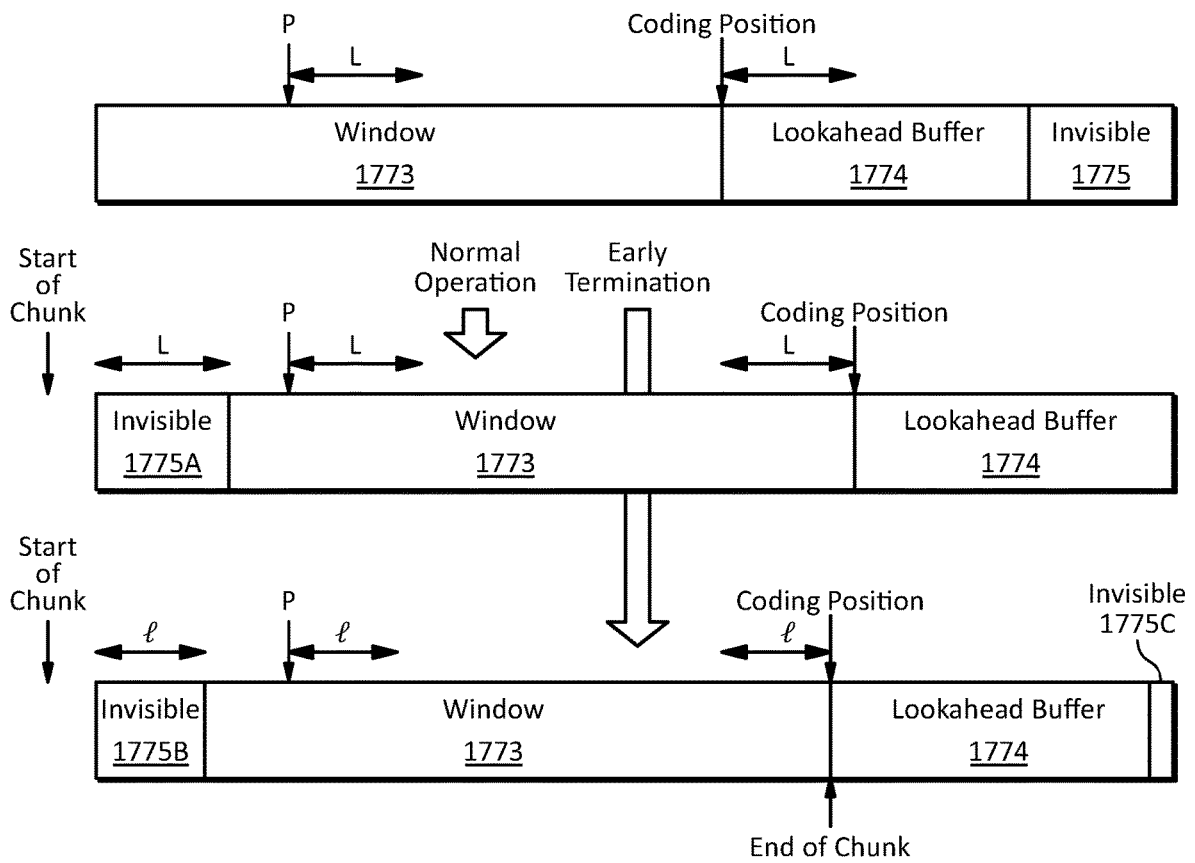 P
Coding Position
L
L
Window
Lookahead Buffer
Invisible
1773
1774
1775
Start
of
Chunk
Normal
Operation
Early
Termination
P
Coding Position
L
L
L
Invisible
Window
Lookahead Buffer
1775A
1773
1774
Start
of
Chunk
P
Coding Position
Invisible
1775C
ℓ
ℓ
ℓ
Invisible
Window
Lookahead Buffer
1775B
1773
1774
End of Chunk